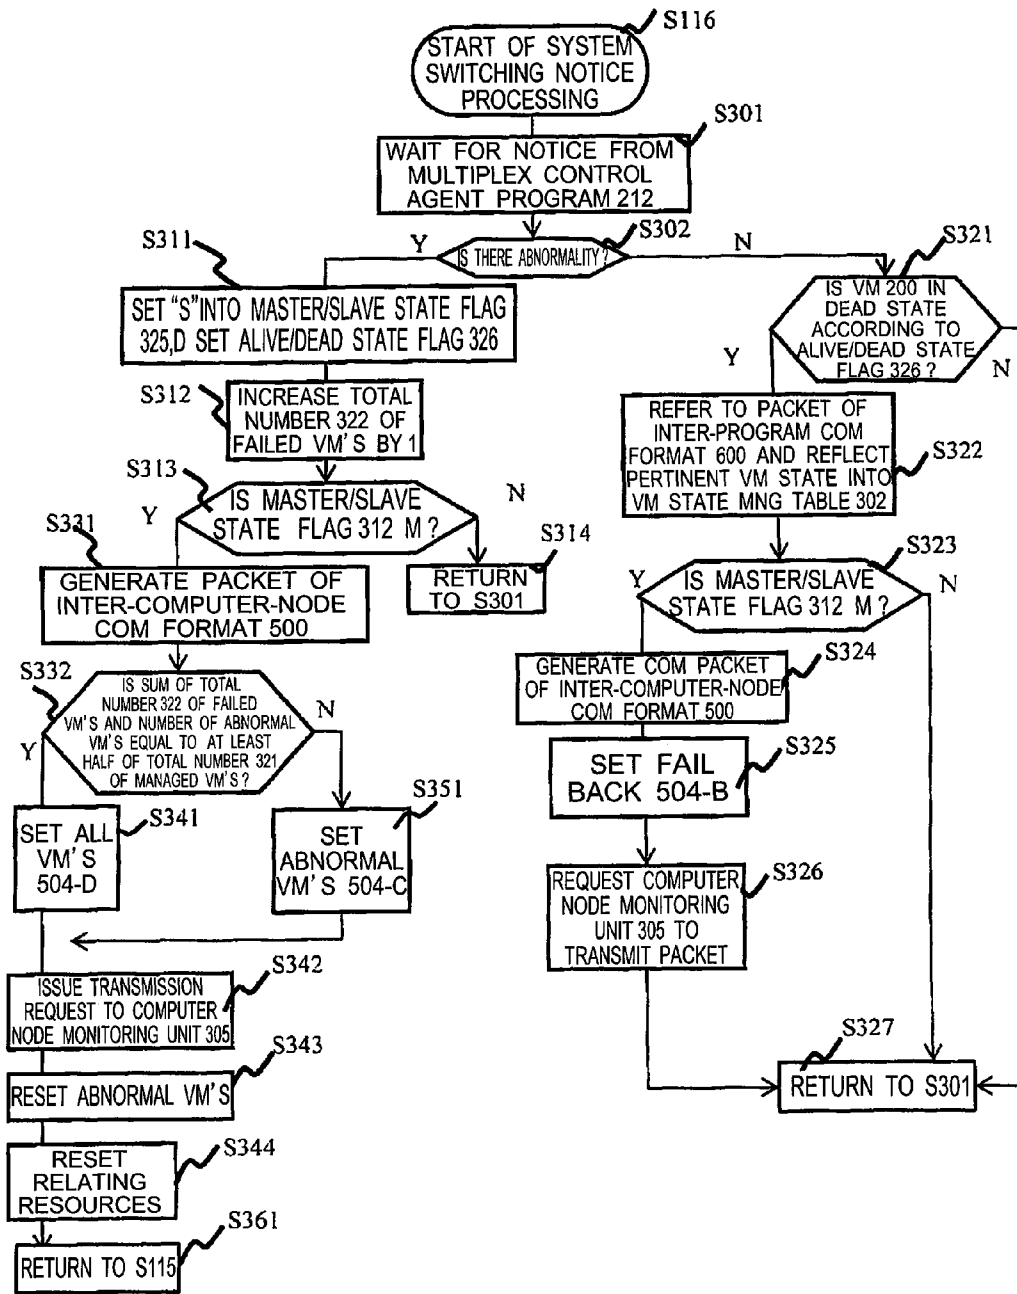 S116
START OF SYSTEM
SWITCHING NOTICE
PROCESSING
S301
WAIT FOR NOTICE FROM
MULTIPLEX CONTROL
AGENT PROGRAM 212
S302
IS THERE ABNORMALITY?
Y
N
S311
SET "S" INTO MASTER/SLAVE STATE FLAG
325,D SET ALIVE/DEAD STATE FLAG 326
S312
INCREASE TOTAL
NUMBER 322 OF
FAILED VM'S BY 1
S313
IS MASTER/SLAVE
STATE FLAG 312 M ?
Y
N
S314
RETURN
TO S301
S331
GENERATE PACKET OF
INTER-COMPUTER-NODE
COM FORMAT 500
S332
IS SUM OF TOTAL
NUMBER 322 OF FAILED
VM'S AND NUMBER OF ABNORMAL
VM'S EQUAL TO AT LEAST
HALF OF TOTAL NUMBER 321
OF MANAGED VM'S ?
Y
N
S341
SET ALL
VM'S
504-D
S351
SET
ABNORMAL
VM'S 504-C
S342
ISSUE TRANSMISSION
REQUEST TO COMPUTER
NODE MONITORING UNIT 305
S343
RESET ABNORMAL VM'S
S344
RESET
RELATING
RESOURCES
S361
RETURN TO S115
S321
IS VM 200 IN
DEAD STATE
ACCORDING TO
ALIVE/DEAD STATE
FLAG 326 ?
Y
N
S322
REFER TO PACKET OF
INTER-PROGRAM COM
FORMAT 600 AND REFLECT
PERTINENT VM STATE INTO
VM STATE MNG TABLE 302
S323
IS MASTER/SLAVE
STATE FLAG 312 M ?
Y
N
S324
GENERATE COM PACKET
OF INTER-COMPUTER-NODE
COM FORMAT 500
S325
SET FAIL
BACK 504-B
S326
REQUEST COMPUTER
NODE MONITORING
UNIT 305 TO
TRANSMIT PACKET
S327
RETURN TO S301